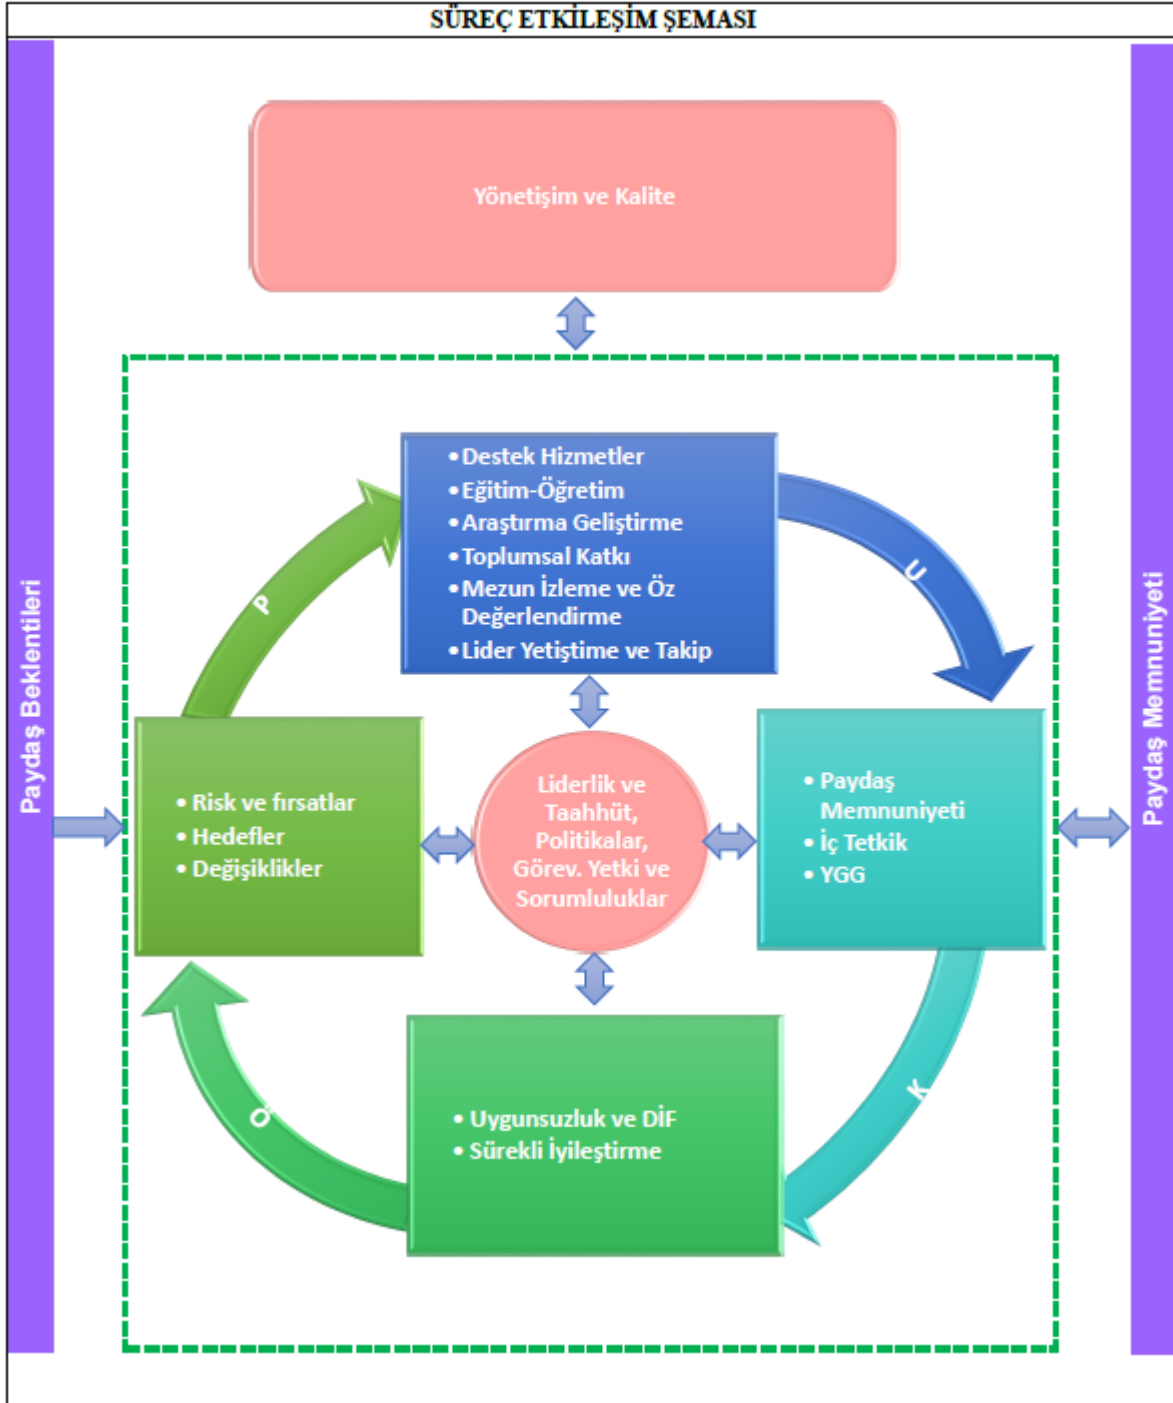 SÜREÇ ETKİLEŞİM ŞEMASI
Paydaş Beklentileri
Yönetişim ve Kalite
• Destek Hizmetler
• Eğitim-Öğretim
• Araştırma Geliştirme
• Toplumsal Katkı
• Mezun İzleme ve Öz
Değerlendirme
• Lider Yetiştime ve Takip
P
U
• Risk ve fırsatlar
• Hedefler
• Değişiklikler
Liderlik ve
Taahhüt,
Politikalar,
Görev. Yetki ve
Sorumluluklar
• Paydaş
Memnuniyeti
• İç Tetkik
• YGG
Ö
K
• Uygunsuzluk ve DİF
• Sürekli İyileştirme
Paydaş Memnuniyeti